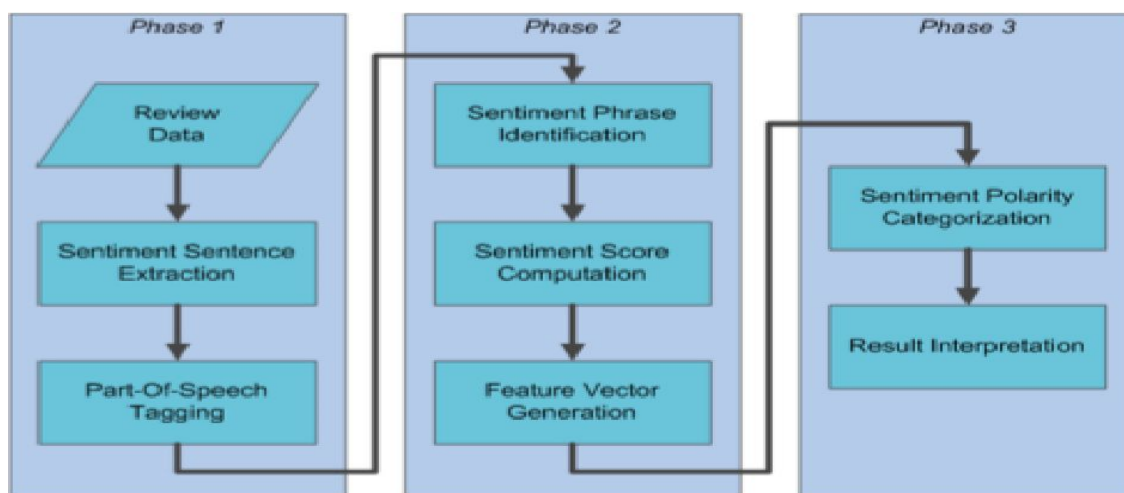 Phase 1
Review
Data
Sentiment Sentence
Extraction
Part-Of-Speech
Tagging
Phase 2
Sentiment Phrase
Identification
Sentiment Score
Computation
Feature Vector
Generation
Phase 3
Sentiment Polarity
Categorization
Result Interpretation